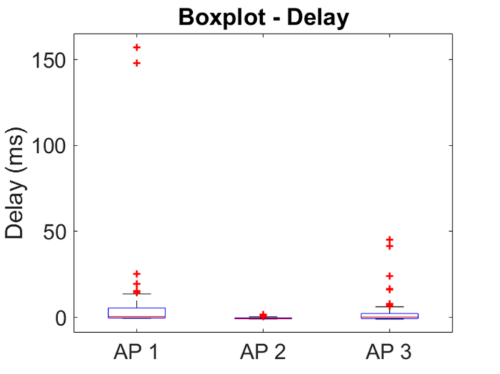 Boxplot - Delay
150
100
50
0
Delay (ms)
AP 1 AP 2 AP 3